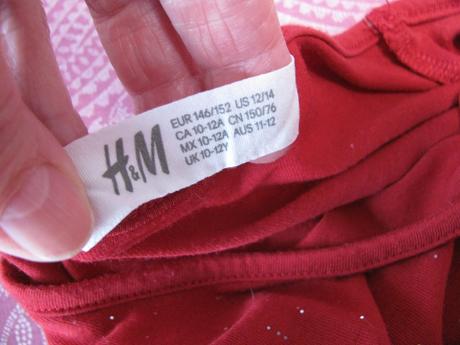 H&M
EUR 146/152 US 12/14
CA 10-12A CN 150/76
MX 10-12A AUS 11-12
UK 10-12Y